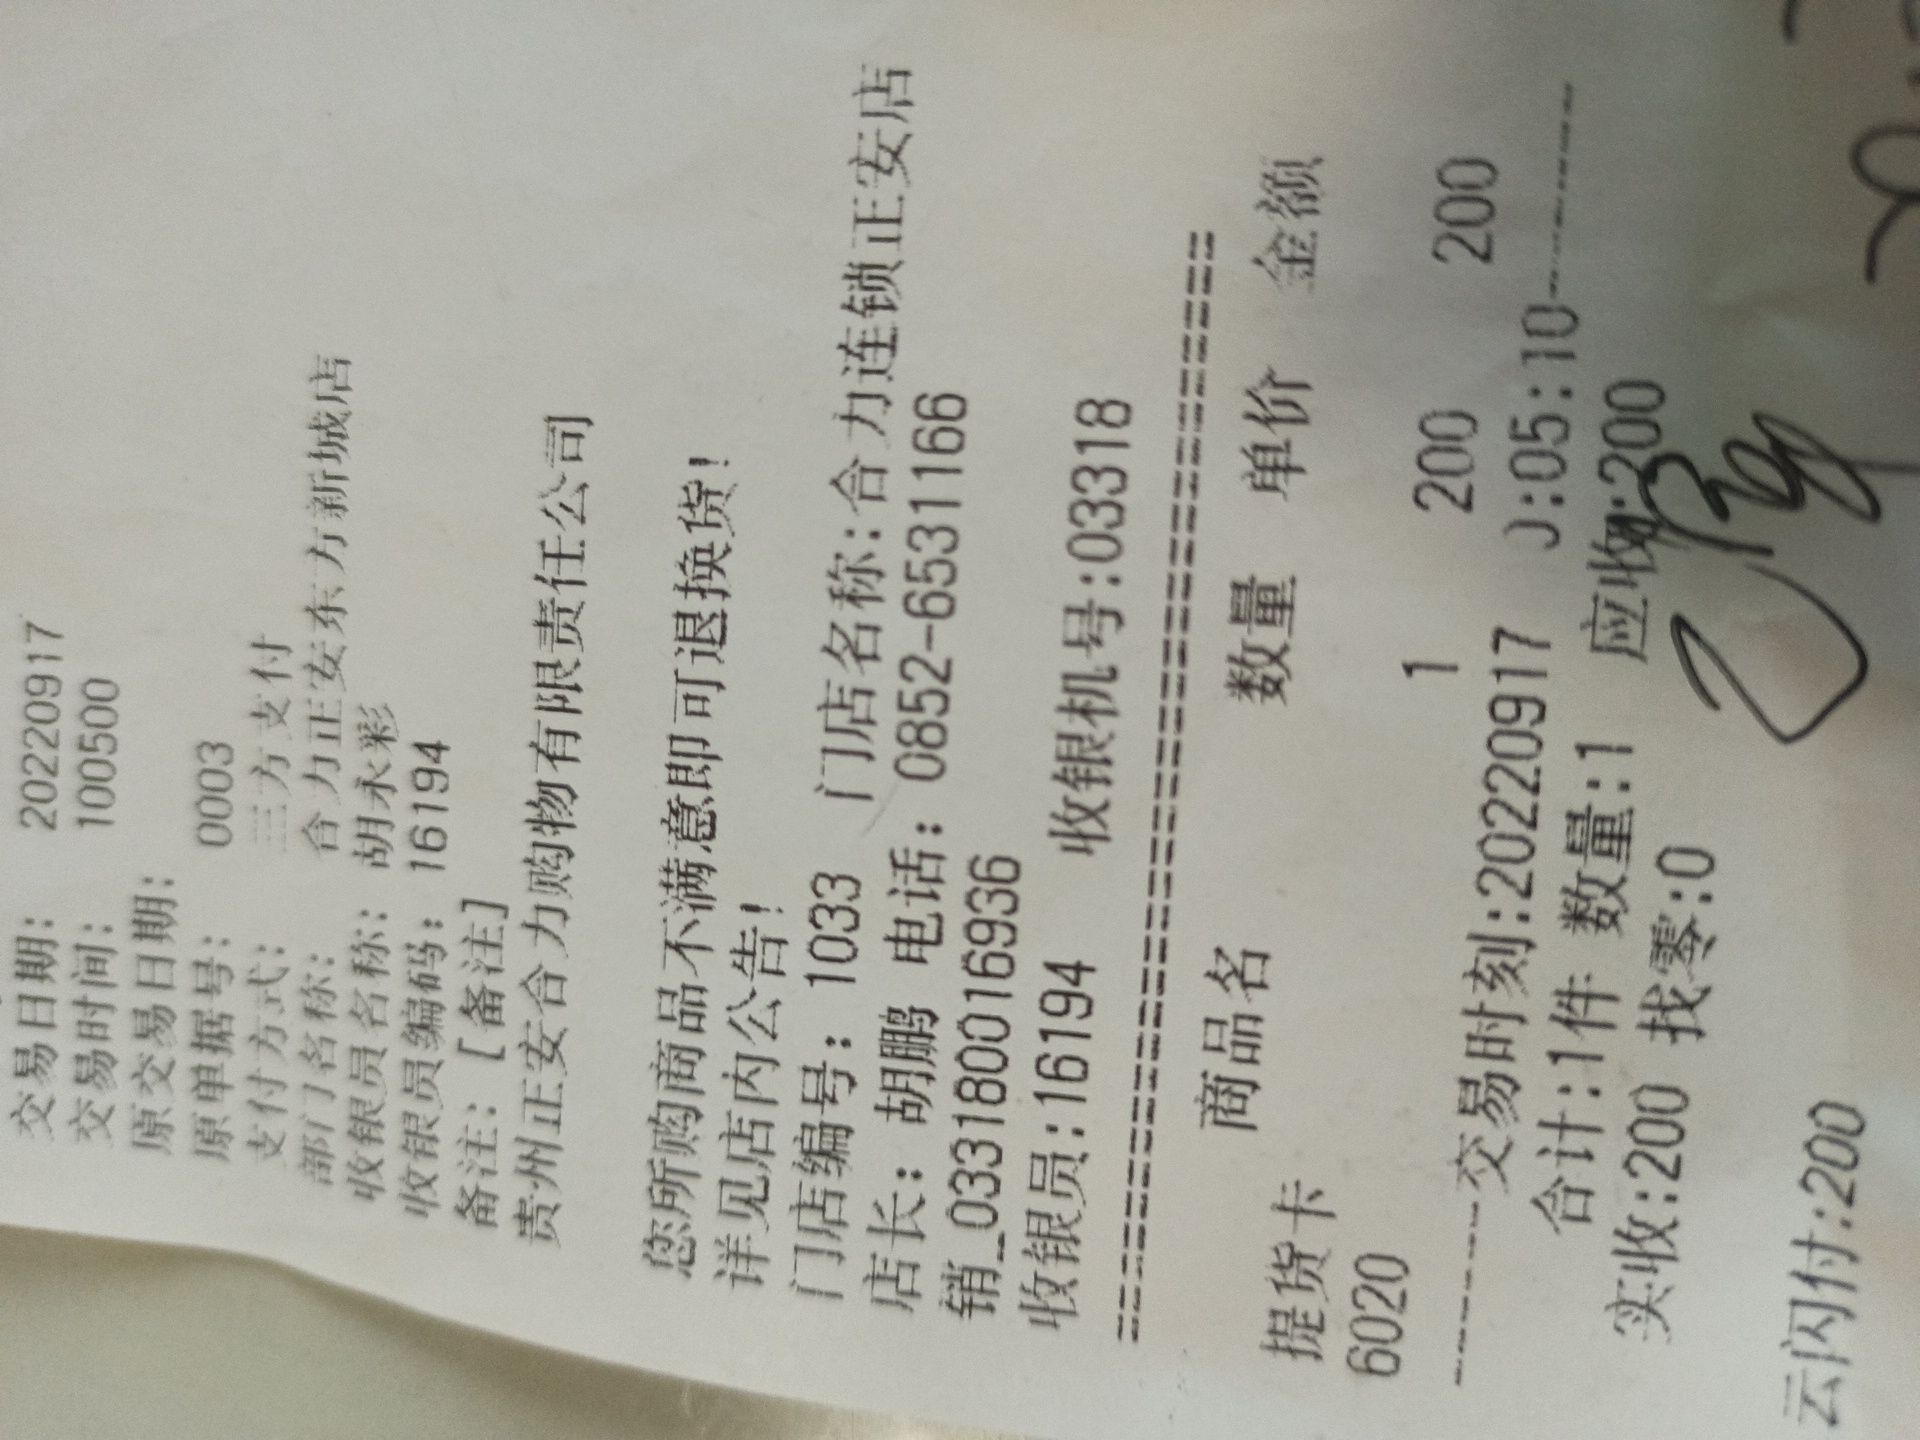 交易日期: 20220917
交易时间: 100500
原交易日期:
原单据号: 0003
支付方式: 三方支付
部门名称: 合力正安东方新城店
收银员名称: 胡永彩
收银员编码: 16194
备注: [备注]
贵州正安合力购物有限责任公司
您所购商品不满意即可退换货!
详见店内公告!
门店编号: 1033 门店名称:合力连锁正安店
店长: 胡鹏 电话: 0852-6531166
销_0331800016936
收银员:16194 收银机号:03318
商品名 数量 单价 金额
提货卡
6020 1 200 200
------交易时刻:20220917 0:05:10------
合计:1件 数量:1 应收:200
实收:200 找零:0
云闪付:200